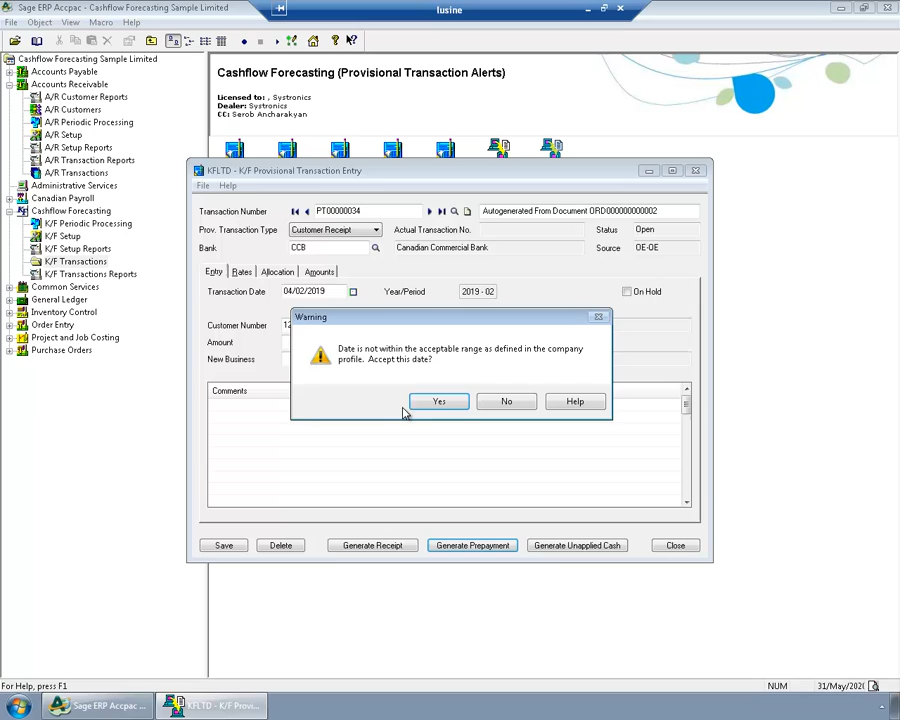 Sage ERP Accpac - Cashflow Forecasting Sample Limited
lusine
File Object View Macro Help
Cashflow Forecasting Sample Limited
Accounts Payable
Accounts Receivable
A/R Customer Reports
A/R Customers
A/R Periodic Processing
A/R Setup
A/R Setup Reports
A/R Transaction Reports
A/R Transactions
Administrative Services
Canadian Payroll
Cashflow Forecasting
K/F Periodic Processing
K/F Setup
K/F Setup Reports
K/F Transactions
K/F Transactions Reports
Common Services
General Ledger
Inventory Control
Order Entry
Project and Job Costing
Purchase Orders
Cashflow Forecasting (Provisional Transaction Alerts)
Licensed to: , Systronics
Dealer: Systronics
CC: Serob Ancharakyan
KFLTD - K/F Provisional Transaction Entry
File Help
Transaction Number PT00000034 Autogenerated From Document ORD000000000002
Prov. Transaction Type Customer Receipt Actual Transaction No. Status Open
Bank CCB Canadian Commercial Bank Source OE-OE
Entry Rates Allocation Amounts
Transaction Date 04/02/2019 Year/Period 2019 - 02 On Hold
Customer Number 12
Amount
New Business
Comments
Warning
Date is not within the acceptable range as defined in the company
profile. Accept this date?
Yes No Help
Save Delete Generate Receipt Generate Prepayment Generate Unapplied Cash Close
For Help, press F1 NUM 31/May/202
Sage ERP Accpac ... KFLTD - K/F Provi...